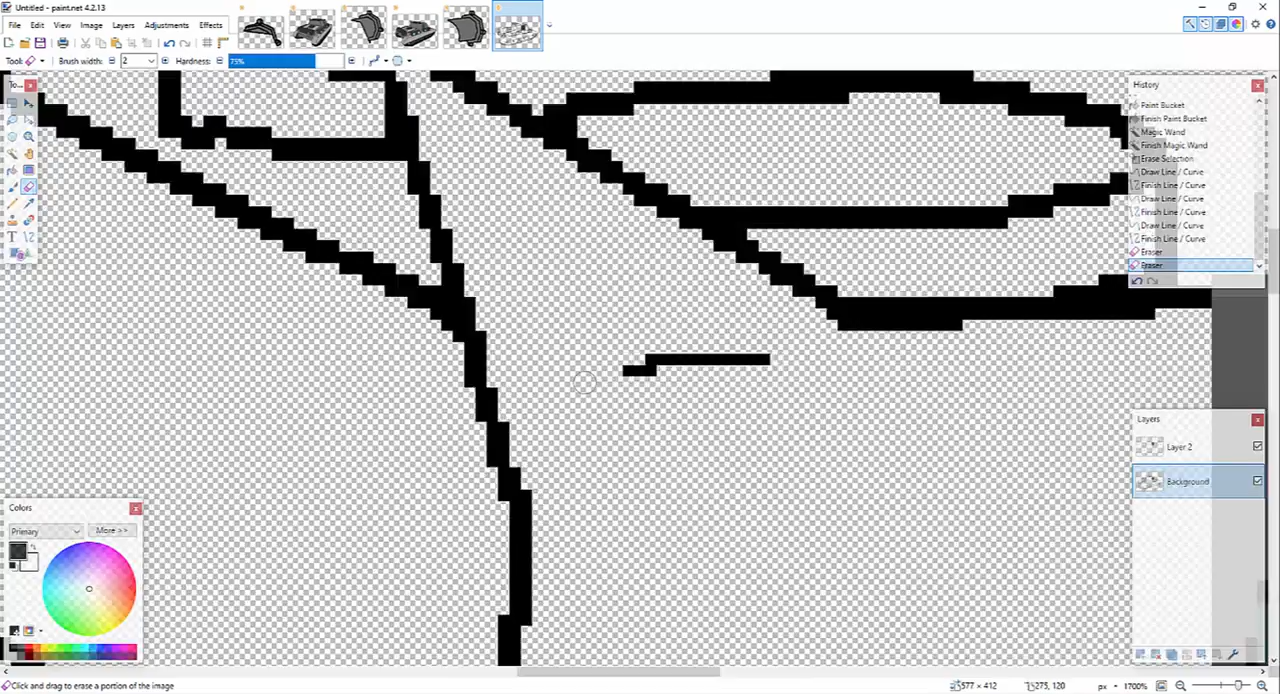 Untitled - paint.net 4.2.13
File Edit View Image Layers Adjustments Effects
Tool: Brush width: 2 Hardness: 75%
To...
History
Paint Bucket
Finish Paint Bucket
Magic Wand
Finish Magic Wand
Erase Selection
Draw Line / Curve
Finish Line / Curve
Draw Line / Curve
Finish Line / Curve
Draw Line / Curve
Finish Line / Curve
Eraser
Eraser
Layers
Layer 2
Background
Colors
Primary More >>
Click and drag to erase a portion of the image 577 × 412 275, 120 px 1700%